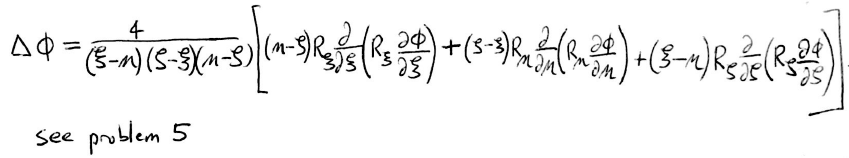 Δφ = 4/((ξ-η)(ζ-ξ)(η-ζ)) [(η-ζ)R_ξ ∂/∂ξ(R_ξ ∂φ/∂ξ) + (ζ-ξ)R_η ∂/∂η(R_η ∂φ/∂η) + (ξ-η)R_ζ ∂/∂ζ(R_ζ ∂φ/∂ζ)]
see problem 5